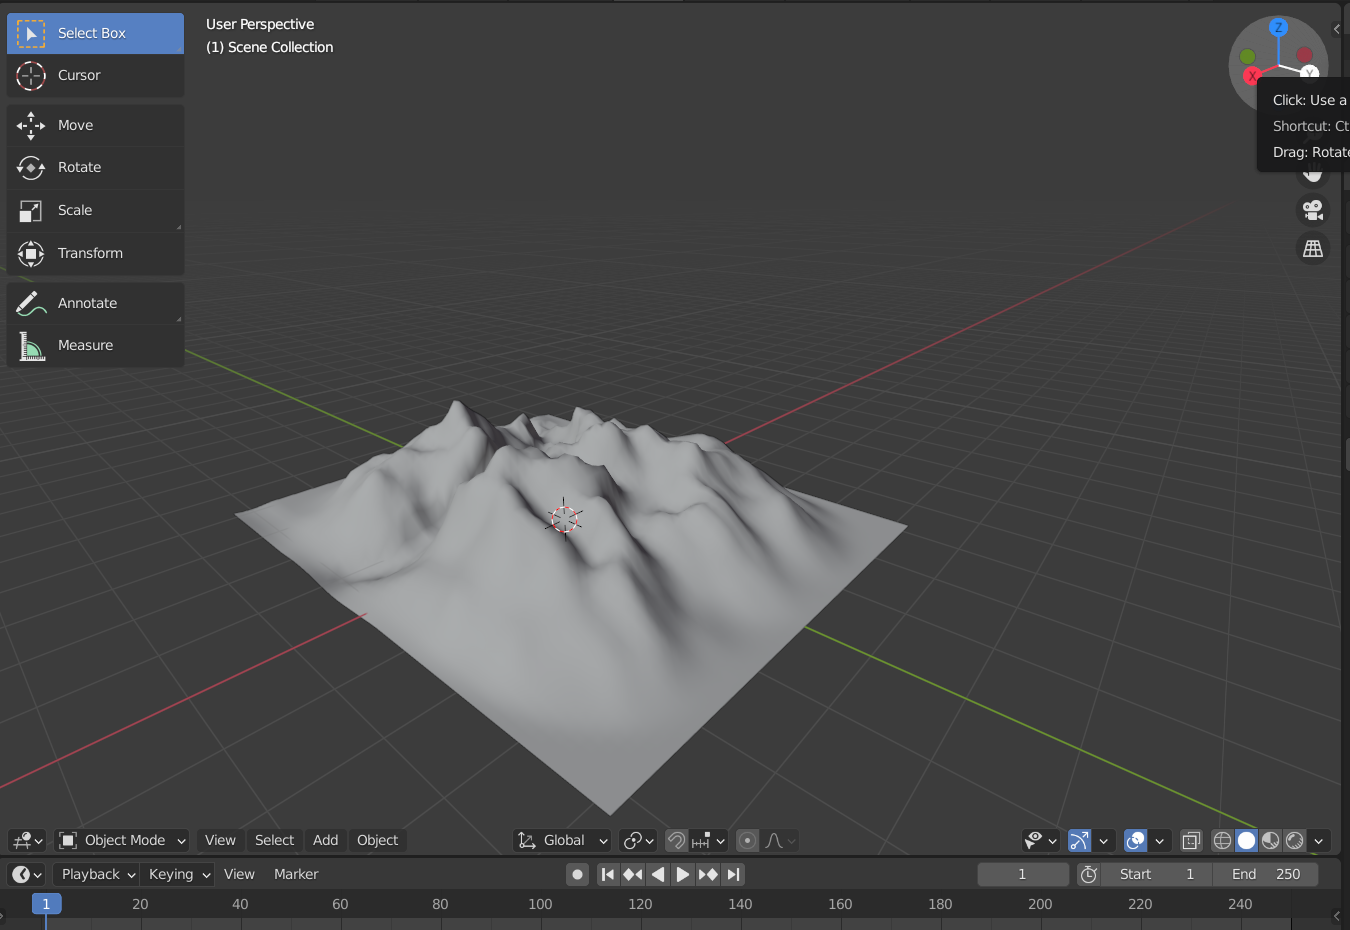 Select Box
Cursor
Move
Rotate
Scale
Transform
Annotate
Measure
User Perspective
(1) Scene Collection
Z
X
Y
Click: Use a
Shortcut: Ct
Drag: Rotate
Object Mode View Select Add Object Global
Playback Keying View Marker 1 Start 1 End 250
1 20 40 60 80 100 120 140 160 180 200 220 240